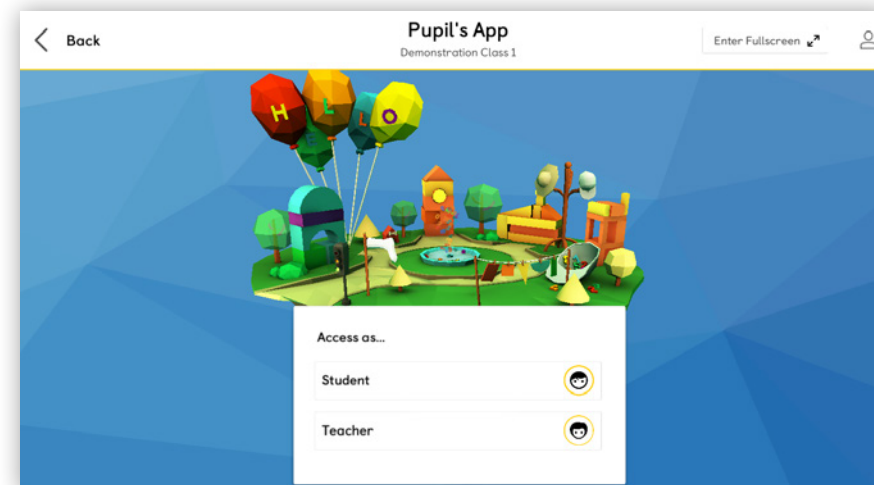 Back
Pupil's App
Demonstration Class 1
Enter Fullscreen
H E L L O
Access as...
Student
Teacher